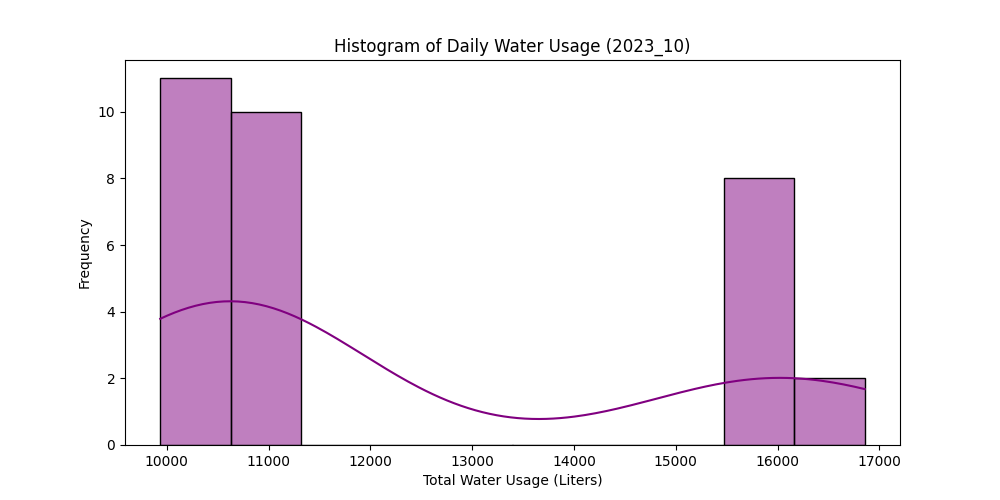 Histogram of Daily Water Usage (2023_10)
10
8
6
4
2
0
Frequency
10000 11000 12000 13000 14000 15000 16000 17000
Total Water Usage (Liters)